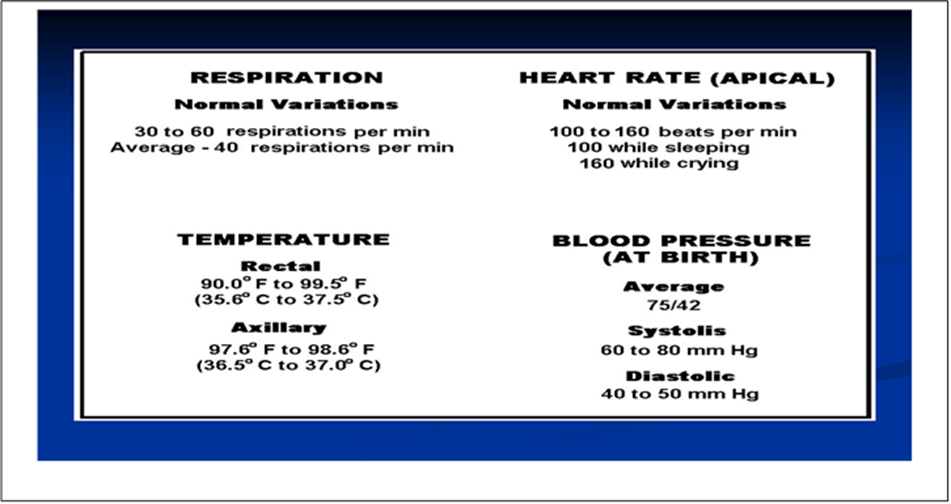 RESPIRATION
Normal Variations
30 to 60 respirations per min
Average - 40 respirations per min
HEART RATE (APICAL)
Normal Variations
100 to 160 beats per min
100 while sleeping
160 while crying
TEMPERATURE
Rectal
90.0° F to 99.5° F
(35.6° C to 37.5° C)
Axillary
97.6° F to 98.6° F
(36.5° C to 37.0° C)
BLOOD PRESSURE
(AT BIRTH)
Average
75/42
Systolis
60 to 80 mm Hg
Diastolic
40 to 50 mm Hg